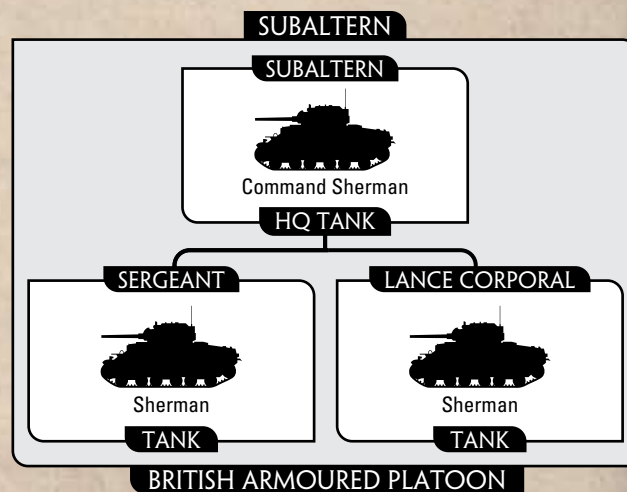 SUBALTERN
SUBALTERN
Command Sherman
HQ TANK
SERGEANT
LANCE CORPORAL
Sherman
Sherman
TANK
TANK
BRITISH ARMOURED PLATOON